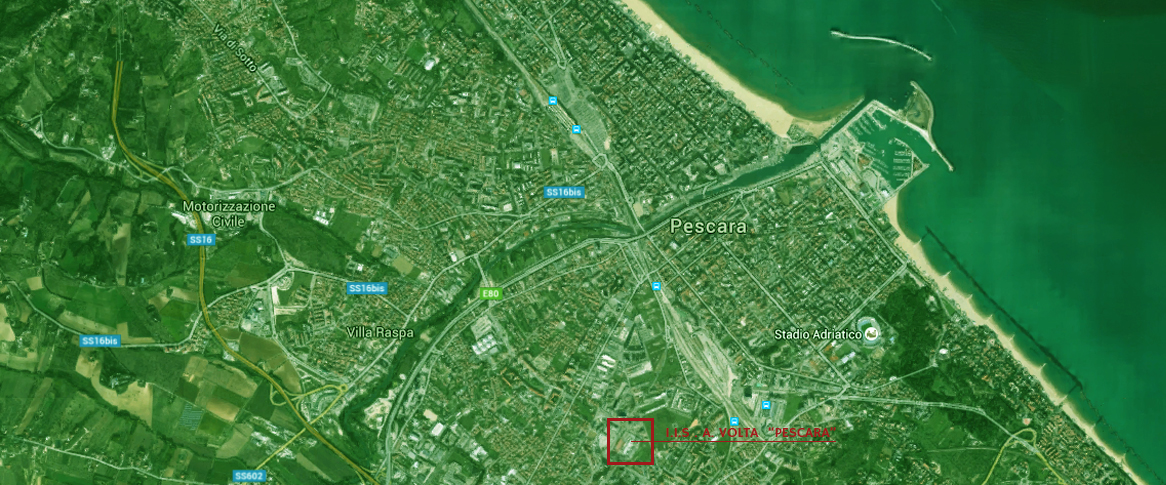 Via di Sotto
SS16bis
Motorizzazione
Civile
Pescara
SS16
SS16bis
E80
Villa Raspa
Stadio Adriatico
SS16bis
I.I.S. A. VOLTA "PESCARA"
SS602